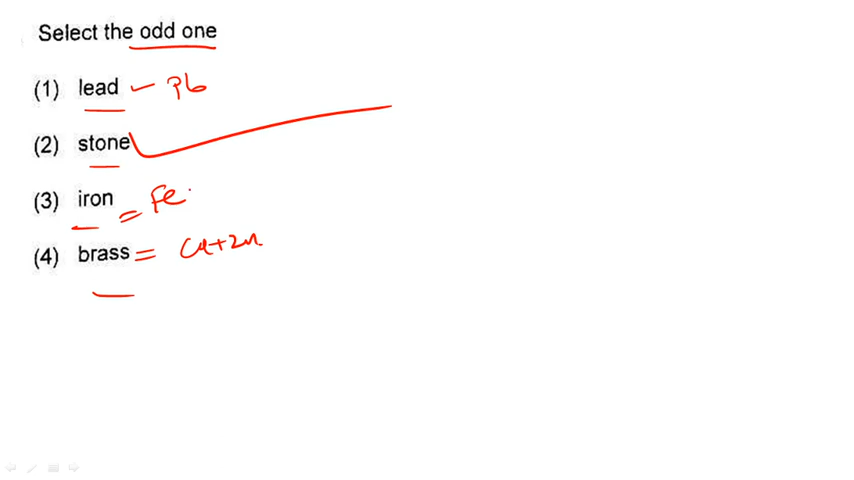 Select the odd one
(1) lead - Pb
(2) stone
(3) iron = Fe.
(4) brass = Cu+Zn